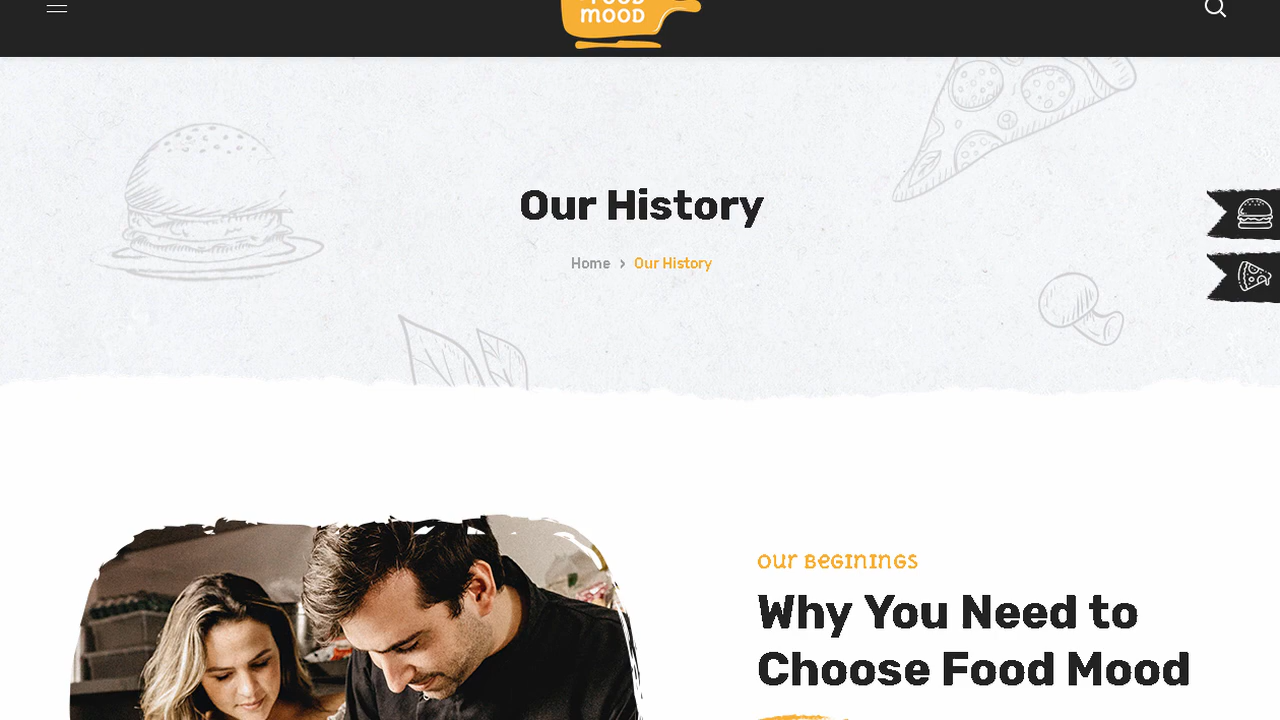 FOOD
MOOD
Our History
Home › Our History
Our Beginings
Why You Need to
Choose Food Mood